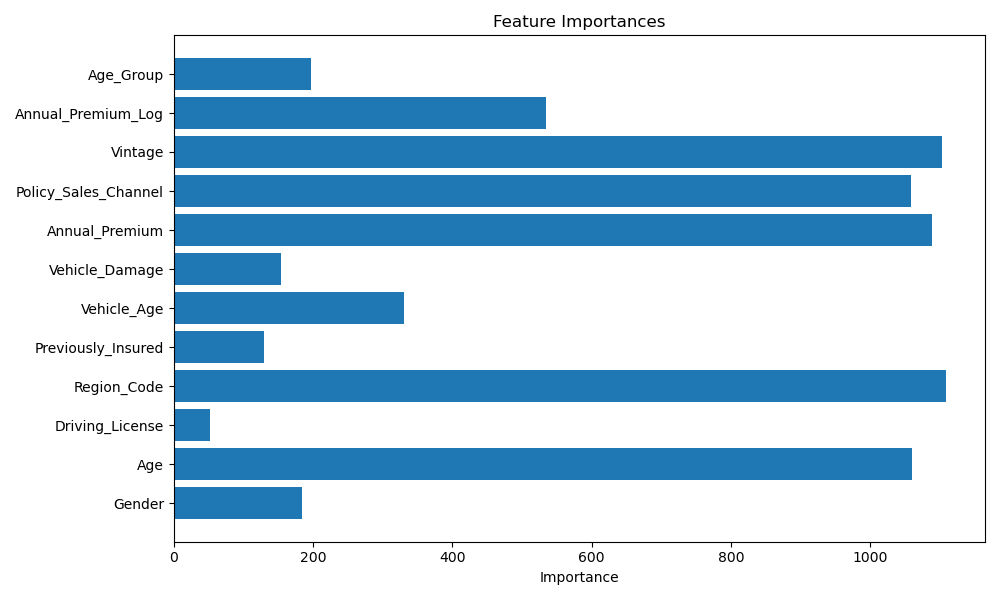 Feature Importances
Age_Group
Annual_Premium_Log
Vintage
Policy_Sales_Channel
Annual_Premium
Vehicle_Damage
Vehicle_Age
Previously_Insured
Region_Code
Driving_License
Age
Gender
0 200 400 600 800 1000
Importance